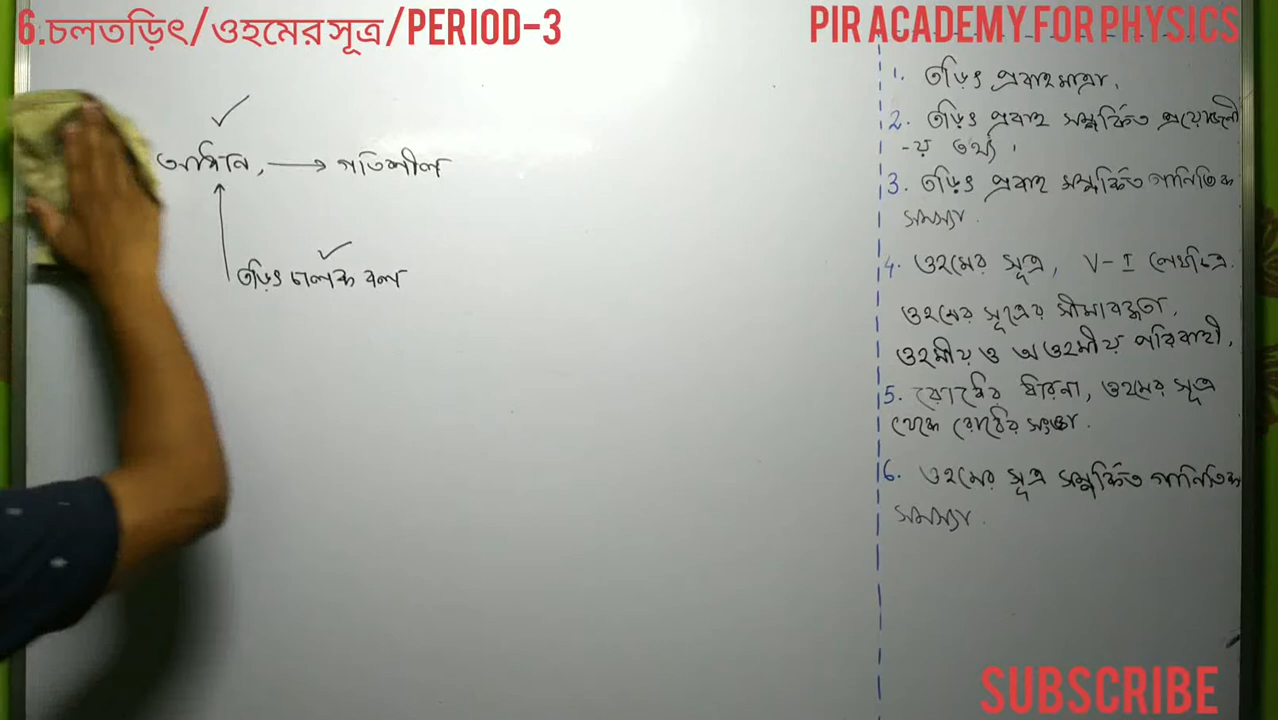 6.চলতড়িৎ/ওহমের সূত্র/PERIOD-3
PIR ACADEMY FOR PHYSICS
আধান, → গতিশীল
তড়িৎ চালক বল
1. তড়িৎ প্রবাহমাত্রা,
2. তড়িৎ প্রবাহ সম্পর্কিত প্রয়োজনী
-য় তথ্য।
3. তড়িৎ প্রবাহ সম্পর্কিত গানিতিক
সমস্যা.
4. ওহমের সূত্র, V-I লেখচিত্র.
ওহমের সূত্রের সীমাবদ্ধতা,
ওহমীয় ও অওহমীয় পরিবাহী,
5. রোধের ধারনা, ওহমের সূত্র
থেকে রোধের সংজ্ঞা.
6. ওহমের সূত্র সম্পর্কিত গানিতিক
সমস্যা.
SUBSCRIBE